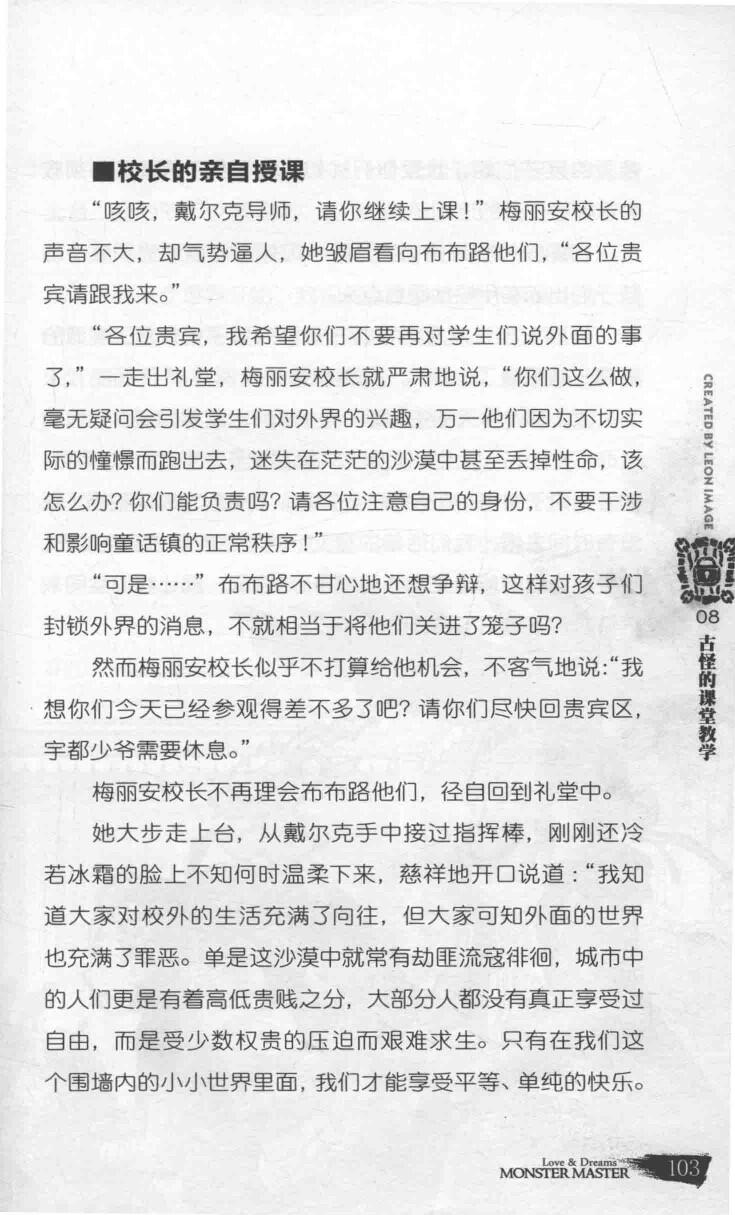 ■校长的亲自授课
“咳咳，戴尔克导师，请你继续上课！”梅丽安校长的
声音不大，却气势逼人，她皱眉看向布布路他们，“各位贵
宾请跟我来。”
“各位贵宾，我希望你们不要再对学生们说外面的事
了，”一走出礼堂，梅丽安校长就严肃地说，“你们这么做，
毫无疑问会引发学生们对外界的兴趣，万一他们因为不切实
际的憧憬而跑出去，迷失在茫茫的沙漠中甚至丢掉性命，该
怎么办？你们能负责吗？请各位注意自己的身份，不要干涉
和影响童话镇的正常秩序！”
“可是……”布布路不甘心地还想争辩，这样对孩子们
封锁外界的消息，不就相当于将他们关进了笼子吗？
然而梅丽安校长似乎不打算给他机会，不客气地说：“我
想你们今天已经参观得差不多了吧？请你们尽快回贵宾区，
宇都少爷需要休息。”
梅丽安校长不再理会布布路他们，径自回到礼堂中。
她大步走上台，从戴尔克手中接过指挥棒，刚刚还冷
若冰霜的脸上不知何时温柔下来，慈祥地开口说道：“我知
道大家对校外的生活充满了向往，但大家可知外面的世界
也充满了罪恶。单是这沙漠中就常有劫匪流寇徘徊，城市中
的人们更是有着高低贵贱之分，大部分人都没有真正享受过
自由，而是受少数权贵的压迫而艰难求生。只有在我们这
个围墙内的小小世界里面，我们才能享受平等、单纯的快乐。
CREATED BY LEON IMAGE
08
古怪的课堂教学
Love & Dreams
MONSTER MASTER
103